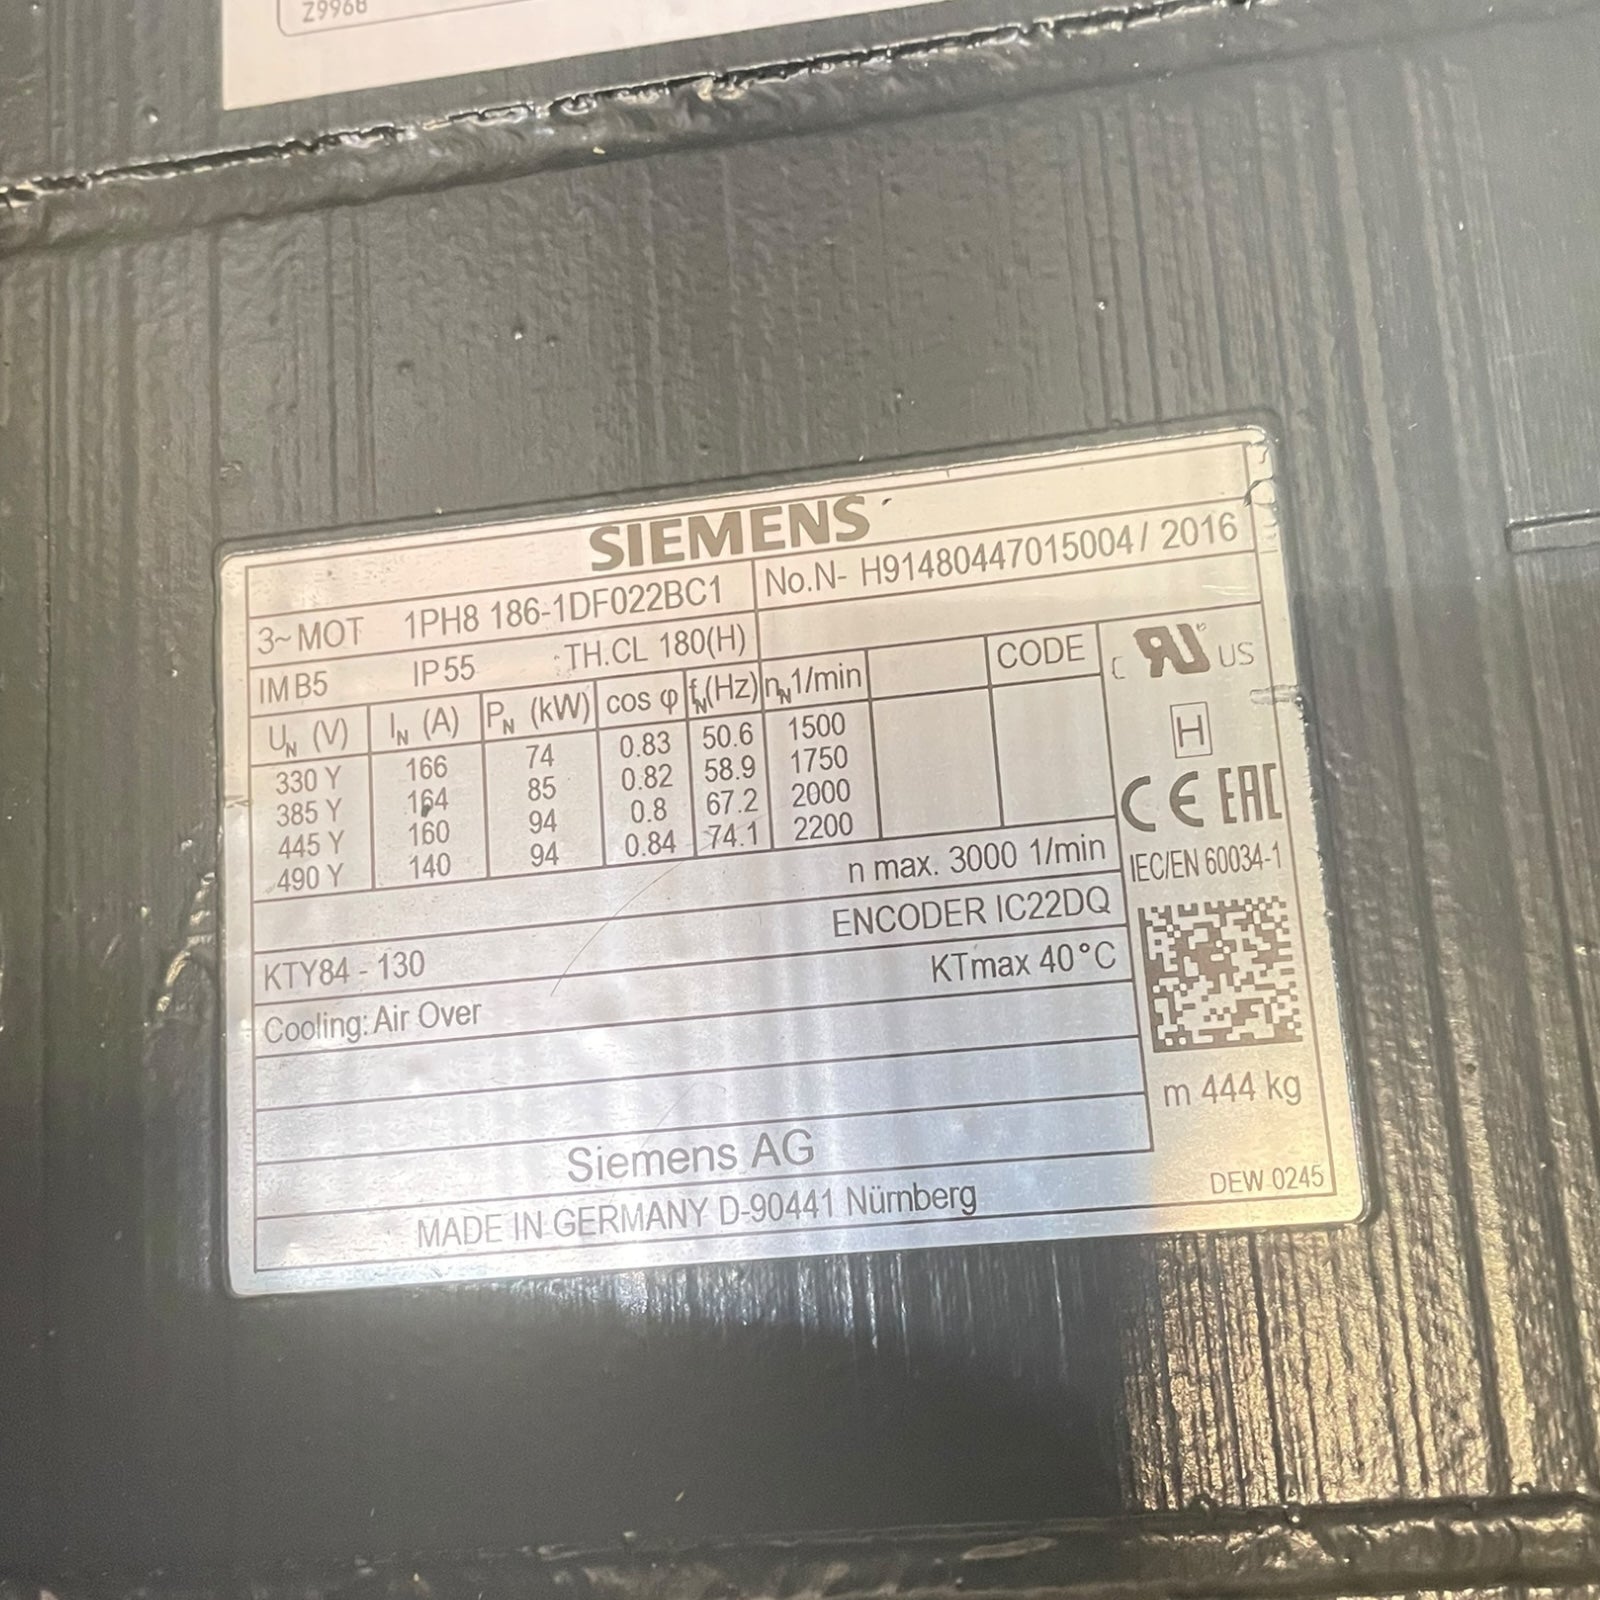 Z9968
SIEMENS
3~ MOT 1PH8 186-1DF022BC1 No.N- H91480447015004 / 2016
IM B5 IP 55 TH.CL 180(H)
UN (V) IN (A) PN (kW) cos φ fN(Hz) nN1/min CODE
330 Y 166 74 0.83 50.6 1500
385 Y 164 85 0.82 58.9 1750
445 Y 160 94 0.8 67.2 2000
490 Y 140 94 0.84 74.1 2200
C RU US
H
CE EAC
IEC/EN 60034-1
n max. 3000 1/min
ENCODER IC22DQ
KTY84 - 130 KTmax 40°C
Cooling: Air Over
m 444 kg
Siemens AG
MADE IN GERMANY D-90441 Nürnberg
DEW 0245